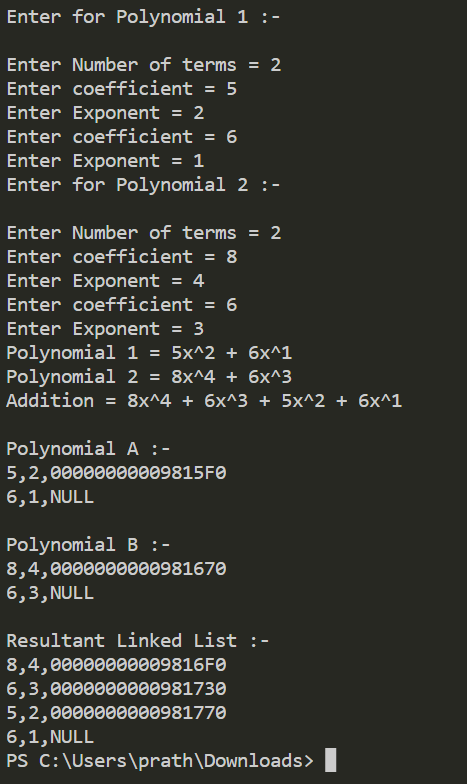 Enter for Polynomial 1 :-
Enter Number of terms = 2
Enter coefficient = 5
Enter Exponent = 2
Enter coefficient = 6
Enter Exponent = 1
Enter for Polynomial 2 :-
Enter Number of terms = 2
Enter coefficient = 8
Enter Exponent = 4
Enter coefficient = 6
Enter Exponent = 3
Polynomial 1 = 5x^2 + 6x^1
Polynomial 2 = 8x^4 + 6x^3
Addition = 8x^4 + 6x^3 + 5x^2 + 6x^1
Polynomial A :-
5,2,00000000009815F0
6,1,NULL
Polynomial B :-
8,4,0000000000981670
6,3,NULL
Resultant Linked List :-
8,4,00000000009816F0
6,3,0000000000981730
5,2,0000000000981770
6,1,NULL
PS C:\Users\prath\Downloads>